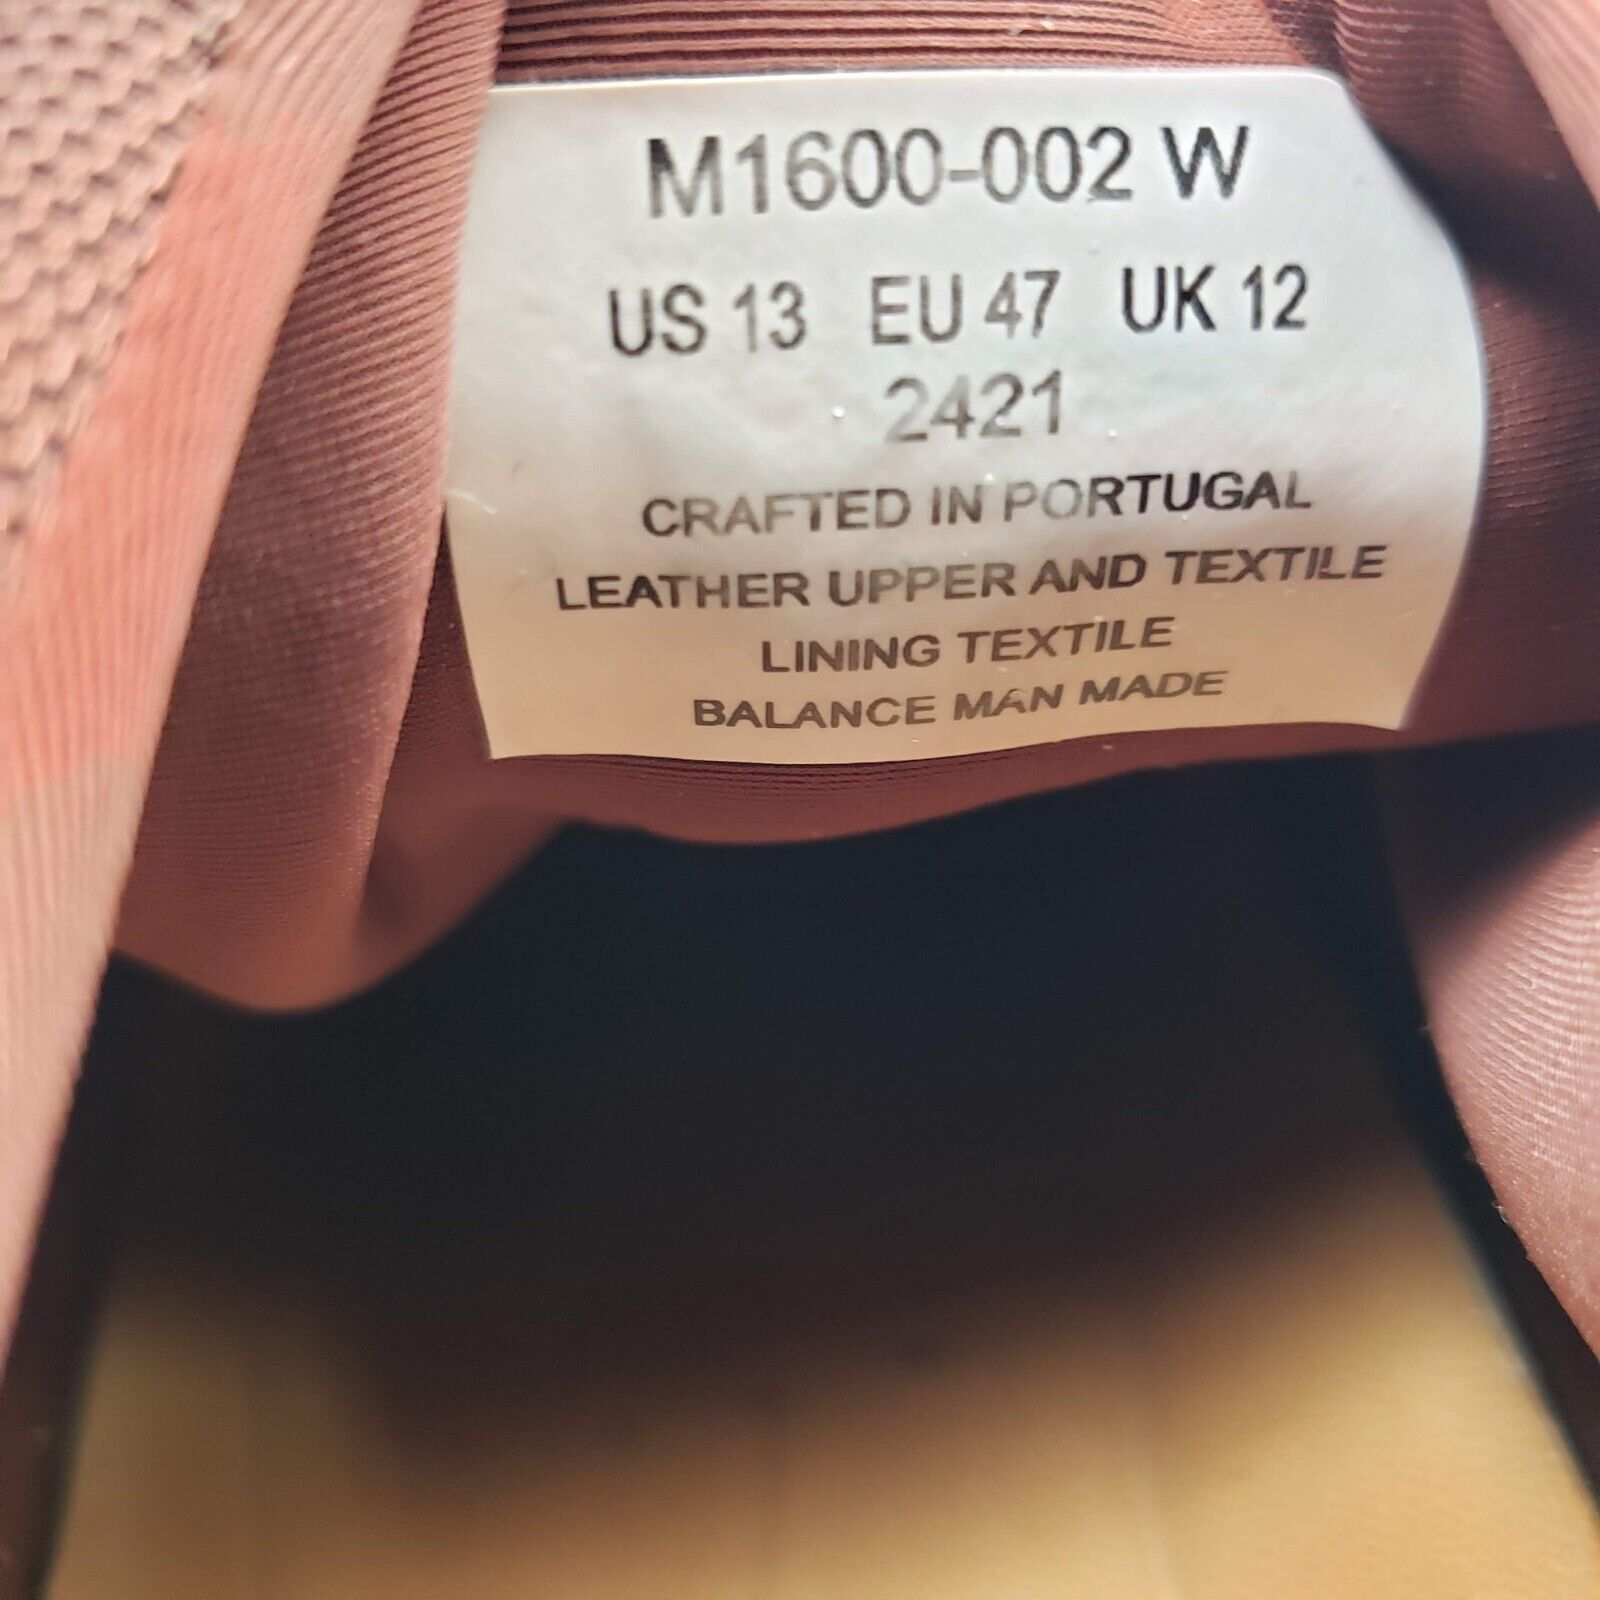 M1600-002 W
US 13 EU 47 UK 12
2421
CRAFTED IN PORTUGAL
LEATHER UPPER AND TEXTILE
LINING TEXTILE
BALANCE MAN MADE